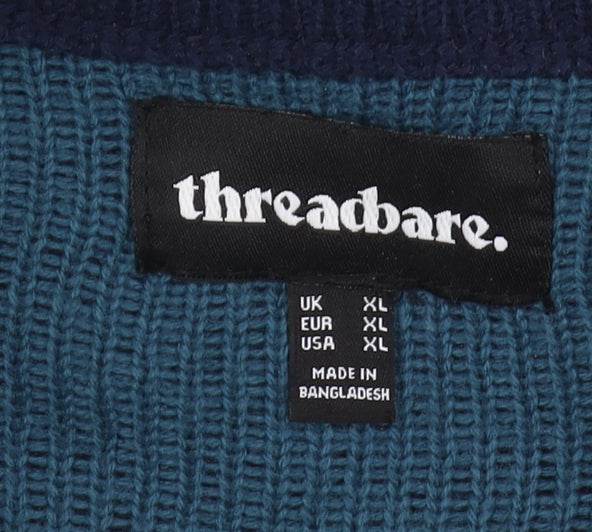 threadbare.
UK XL
EUR XL
USA XL
MADE IN
BANGLADESH